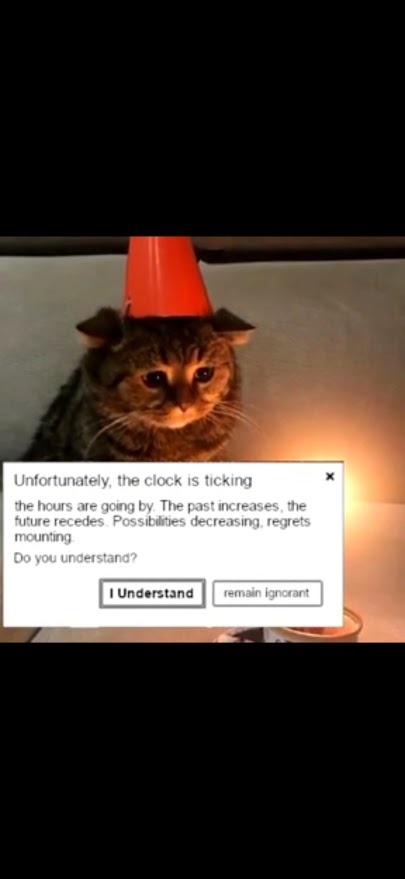 Unfortunately, the clock is ticking
the hours are going by. The past increases, the
future recedes. Possibilities decreasing, regrets
mounting.
Do you understand?
I Understand
remain ignorant